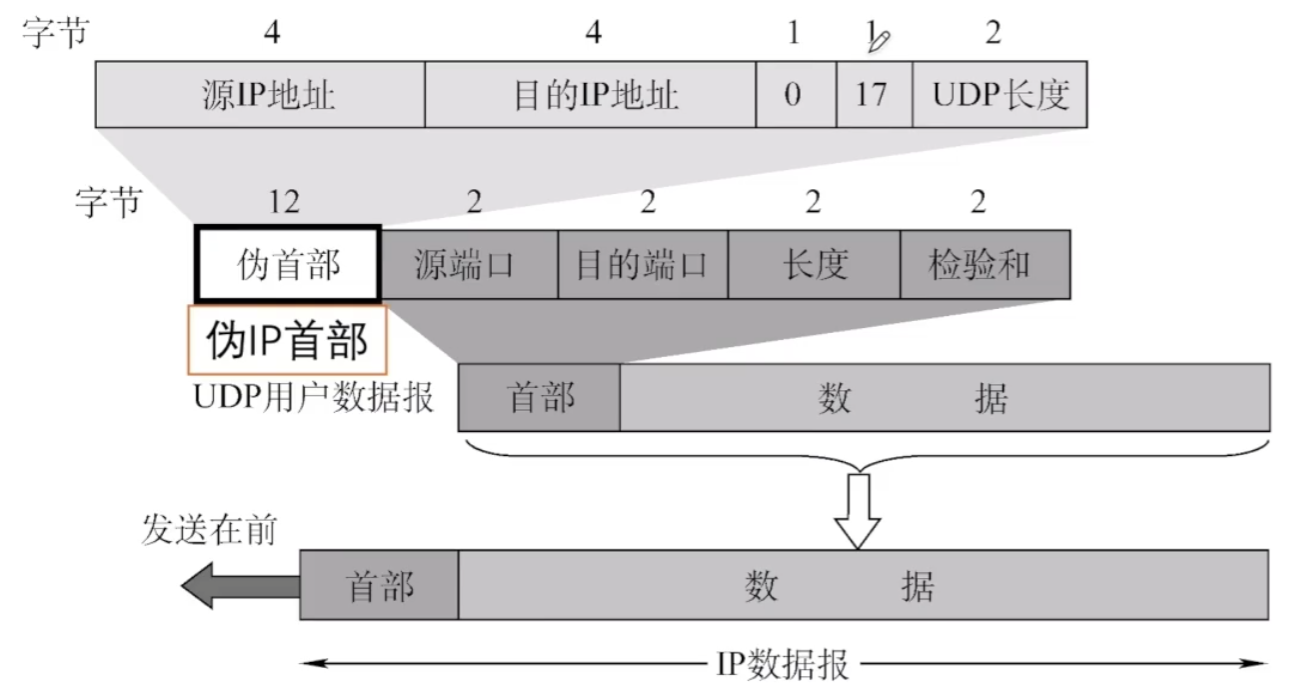 字节 4 4 1 1 2
源IP地址 目的IP地址 0 17 UDP长度
字节 12 2 2 2 2
伪首部 源端口 目的端口 长度 检验和
伪IP首部
UDP用户数据报 首部 数 据
发送在前
首部 数 据
IP数据报